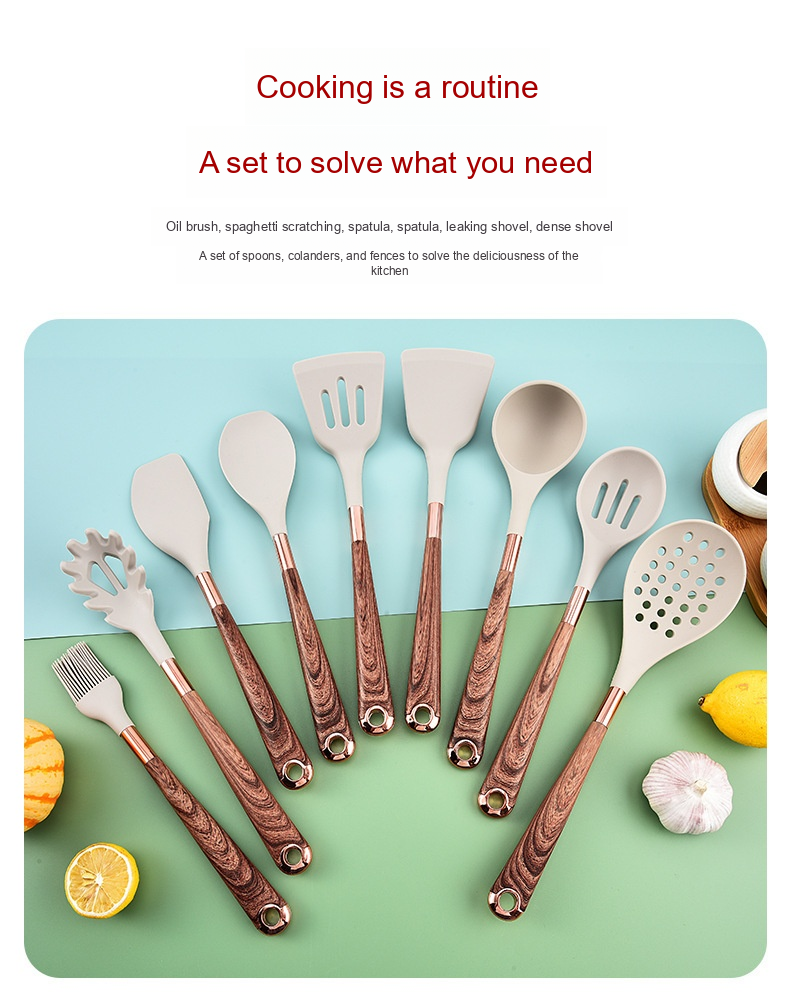 Cooking is a routine
A set to solve what you need
Oil brush, spaghetti scratching, spatula, spatula, leaking shovel, dense shovel
A set of spoons, colanders, and fences to solve the deliciousness of the
kitchen